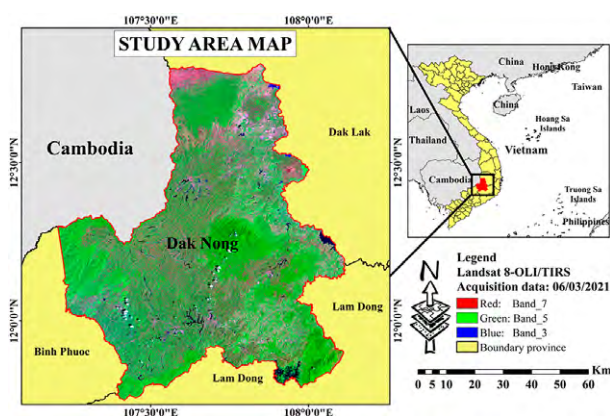 107°30'0"E
108°0'0"E
STUDY AREA MAP
Cambodia
Dak Lak
Dak Nong
Lam Dong
Binh Phuoc
Lam Dong
12°30'0"N
12°0'0"N
12°30'0"N
12°0'0"N
107°30'0"E
108°0'0"E
China
Hong Kong
Taiwan
Laos
China
Hoang Sa
Islands
Thailand
Vietnam
Cambodia
Truong Sa
Islands
Philippines
N
Legend
Landsat 8-OLI/TIRS
Acquisition data: 06/03/2021
Red: Band_7
Green: Band_5
Blue: Band_3
Boundary province
Km
0 5 10 20 30 40 50 60